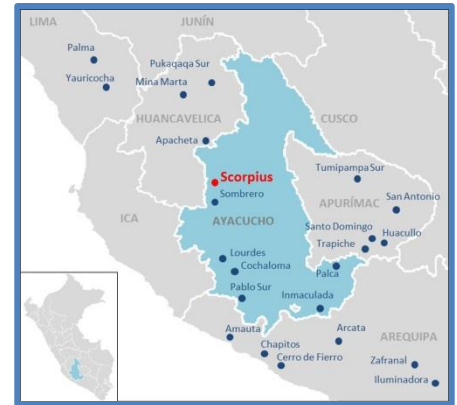 LIMA
JUNÍN
Palma
Pukaqaqa Sur
Yauricocha
Mina Marta
HUANCAVELICA
CUSCO
Apacheta
Scorpius
Tumipampa Sur
Sombrero
San Antonio
APURÍMAC
ICA
AYACUCHO
Santo Domingo
Huacullo
Trapiche
Lourdes
Cochaloma
Palca
Pablo Sur
Inmaculada
Amauta
Arcata
AREQUIPA
Chapitos
Cerro de Fierro
Zafranal
Iluminadora